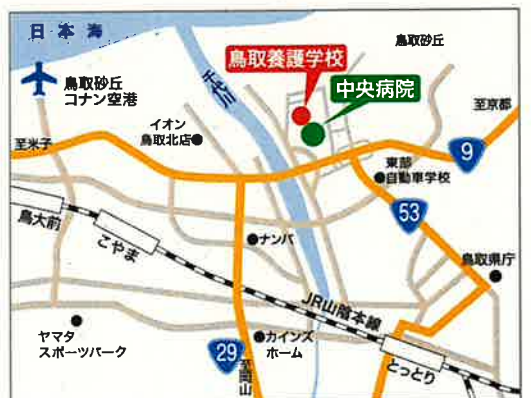 日本海
鳥取砂丘
コナン空港
千代川
鳥取養護学校
中央病院
鳥取砂丘
至京都
イオン
鳥取北店
至米子
9
東部
自動車学校
53
鳥大前
こやま
ナンバ
鳥取県庁
JR山陰本線
ヤマタ
スポーツパーク
29
至岡山
カインズ
ホーム
とっとり